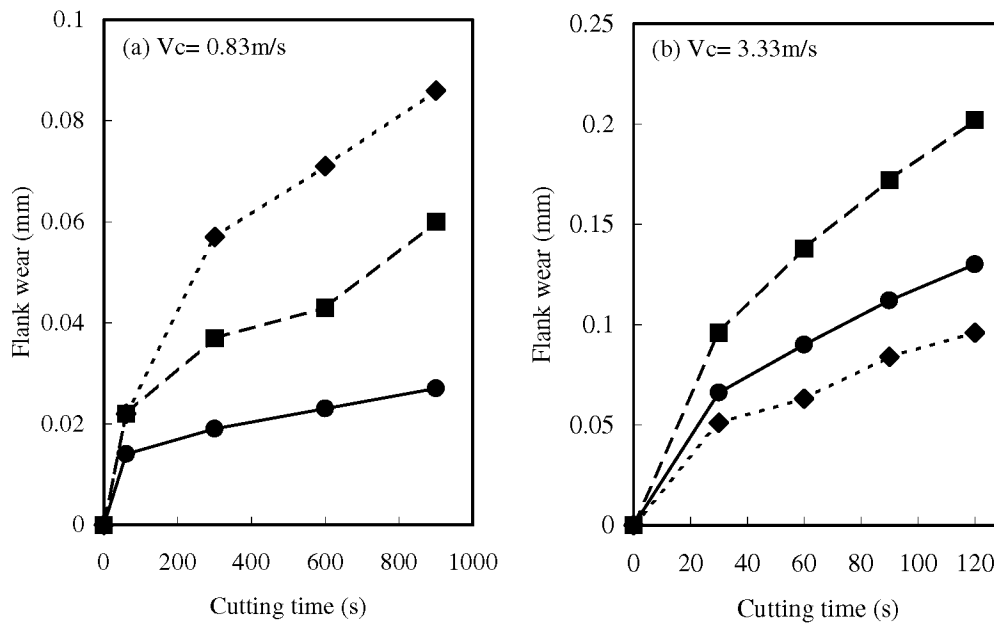 (a) Vc= 0.83m/s
0.1
0.08
0.06
0.04
0.02
0
Flank wear (mm)
0 200 400 600 800 1000
Cutting time (s)
(b) Vc= 3.33m/s
0.25
0.2
0.15
0.1
0.05
0
Flank wear (mm)
0 20 40 60 80 100 120
Cutting time (s)